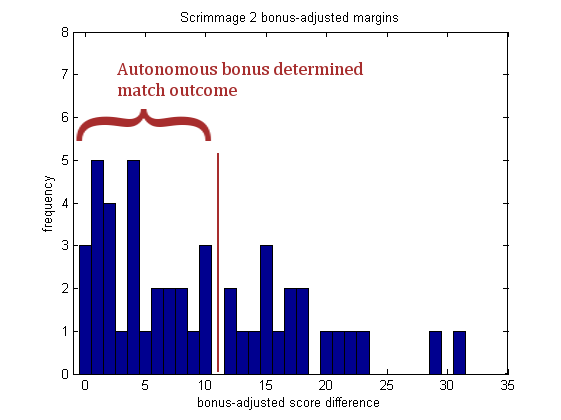 Scrimmage 2 bonus-adjusted margins
8
7
6
5
4
3
2
1
0
frequency
Autonomous bonus determined
match outcome
0 5 10 15 20 25 30 35
bonus-adjusted score difference